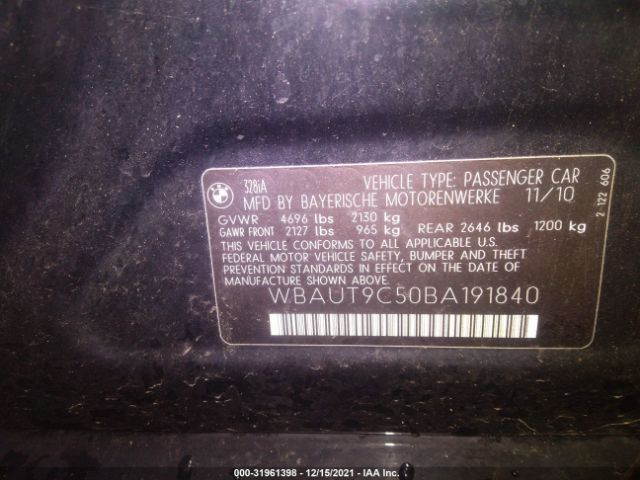 BMW
328iA VEHICLE TYPE: PASSENGER CAR
MFD BY BAYERISCHE MOTORENWERKE 11/10
GVWR 4696 lbs 2130 kg
GAWR FRONT 2127 lbs 965 kg REAR 2646 lbs 1200 kg
THIS VEHICLE CONFORMS TO ALL APPLICABLE U.S.
FEDERAL MOTOR VEHICLE SAFETY, BUMPER AND THEFT
PREVENTION STANDARDS IN EFFECT ON THE DATE OF
MANUFACTURE SHOWN ABOVE.
WBAUT9C50BA191840
2 122 606
000-31961398 - 12/15/2021 - IAA Inc.